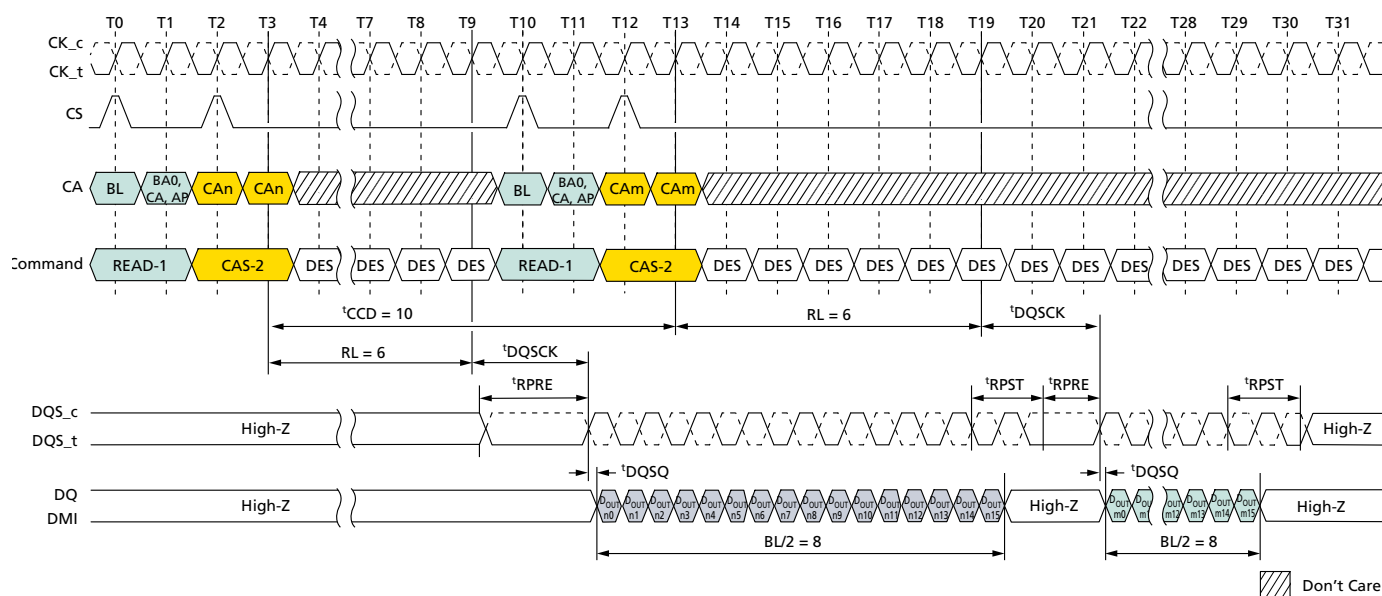 T0 T1 T2 T3 T4 T7 T8 T9 T10 T11 T12 T13 T14 T15 T16 T17 T18 T19 T20 T21 T22 T28 T29 T30 T31
CK_c
CK_t
CS
CA BL BA0, CA, AP CAn CAn BL BA0, CA, AP CAm CAm
Command READ-1 CAS-2 DES DES DES DES READ-1 CAS-2 DES DES DES DES DES DES DES DES DES DES DES DES DES
tCCD = 10 RL = 6 tDQSCK
RL = 6 tDQSCK
tRPRE tRPST tRPRE tRPST
DQS_c
DQS_t High-Z High-Z
tDQSQ tDQSQ
DQ
DMI High-Z DOUT n0 DOUT n1 DOUT n2 DOUT n3 DOUT n4 DOUT n5 DOUT n6 DOUT n7 DOUT n8 DOUT n9 DOUT n10 DOUT n11 DOUT n12 DOUT n13 DOUT n14 DOUT n15 High-Z DOUT m0 DOUT m12 DOUT m13 DOUT m14 DOUT m15 High-Z
BL/2 = 8 BL/2 = 8
Don't Care